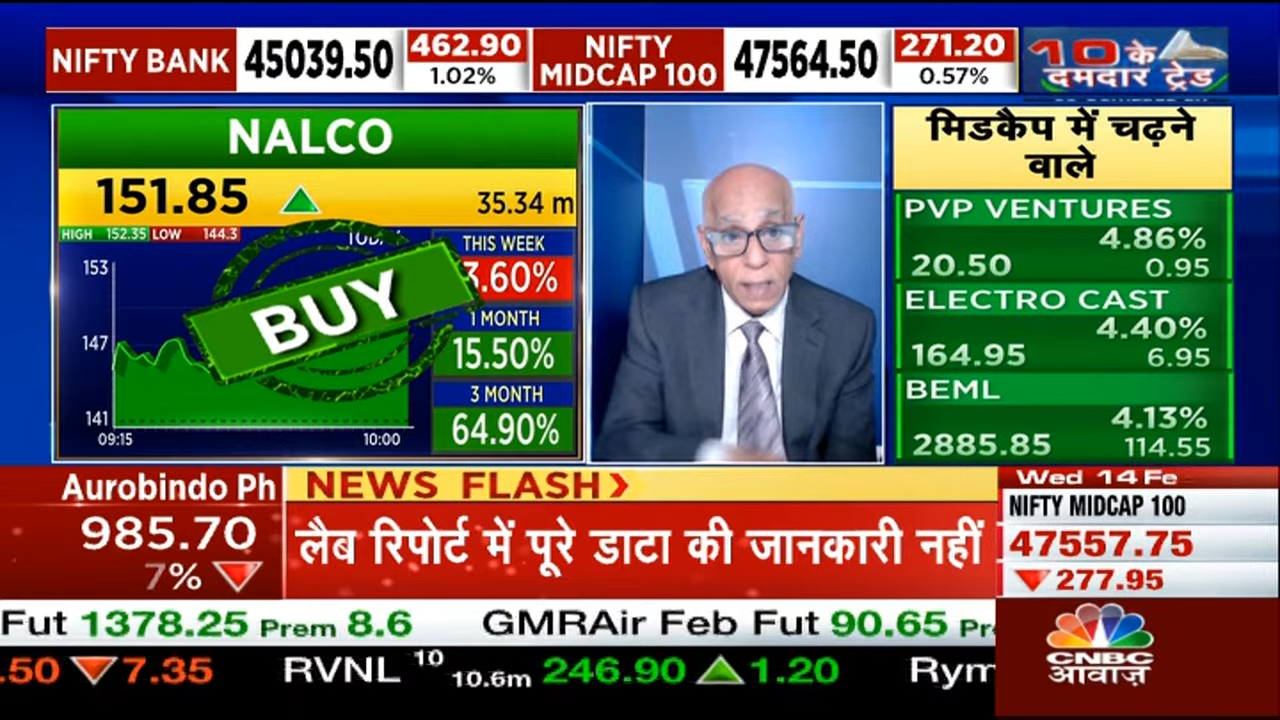 NIFTY BANK
45039.50
462.90
1.02%
NIFTY
MIDCAP 100
47564.50
271.20
0.57%
10 के
दमदार ट्रेड
NALCO
151.85
35.34 m
HIGH 152.35 LOW 144.3
TODAY
THIS WEEK
3.60%
1 MONTH
15.50%
3 MONTH
64.90%
153
147
141
09:15
10:00
BUY
मिडकैप में चढ़ने
वाले
PVP VENTURES
4.86%
20.50
0.95
ELECTRO CAST
4.40%
164.95
6.95
BEML
4.13%
2885.85
114.55
Aurobindo Ph
985.70
7%
NEWS FLASH
लैब रिपोर्ट में पूरे डाटा की जानकारी नहीं
Wed 14 Fe
NIFTY MIDCAP 100
47557.75
277.95
Fut 1378.25 Prem 8.6 GMRAir Feb Fut 90.65 Pr
.50 7.35 RVNL 10 10.6m 246.90 1.20 Rym
CNBC
आवाज़